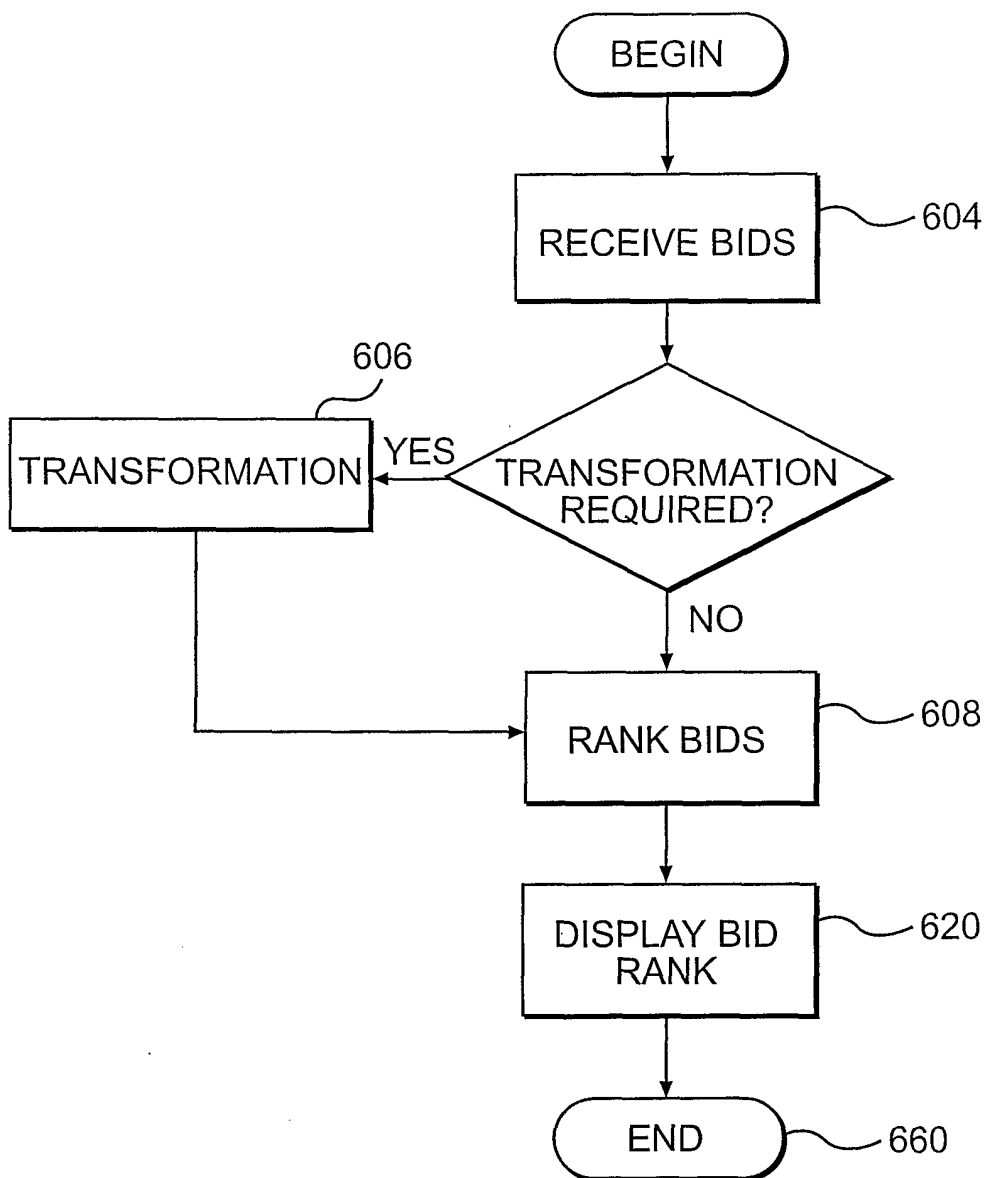 BEGIN
RECEIVE BIDS
604
606
TRANSFORMATION
YES
TRANSFORMATION
REQUIRED?
NO
RANK BIDS
608
DISPLAY BID
RANK
620
END
660